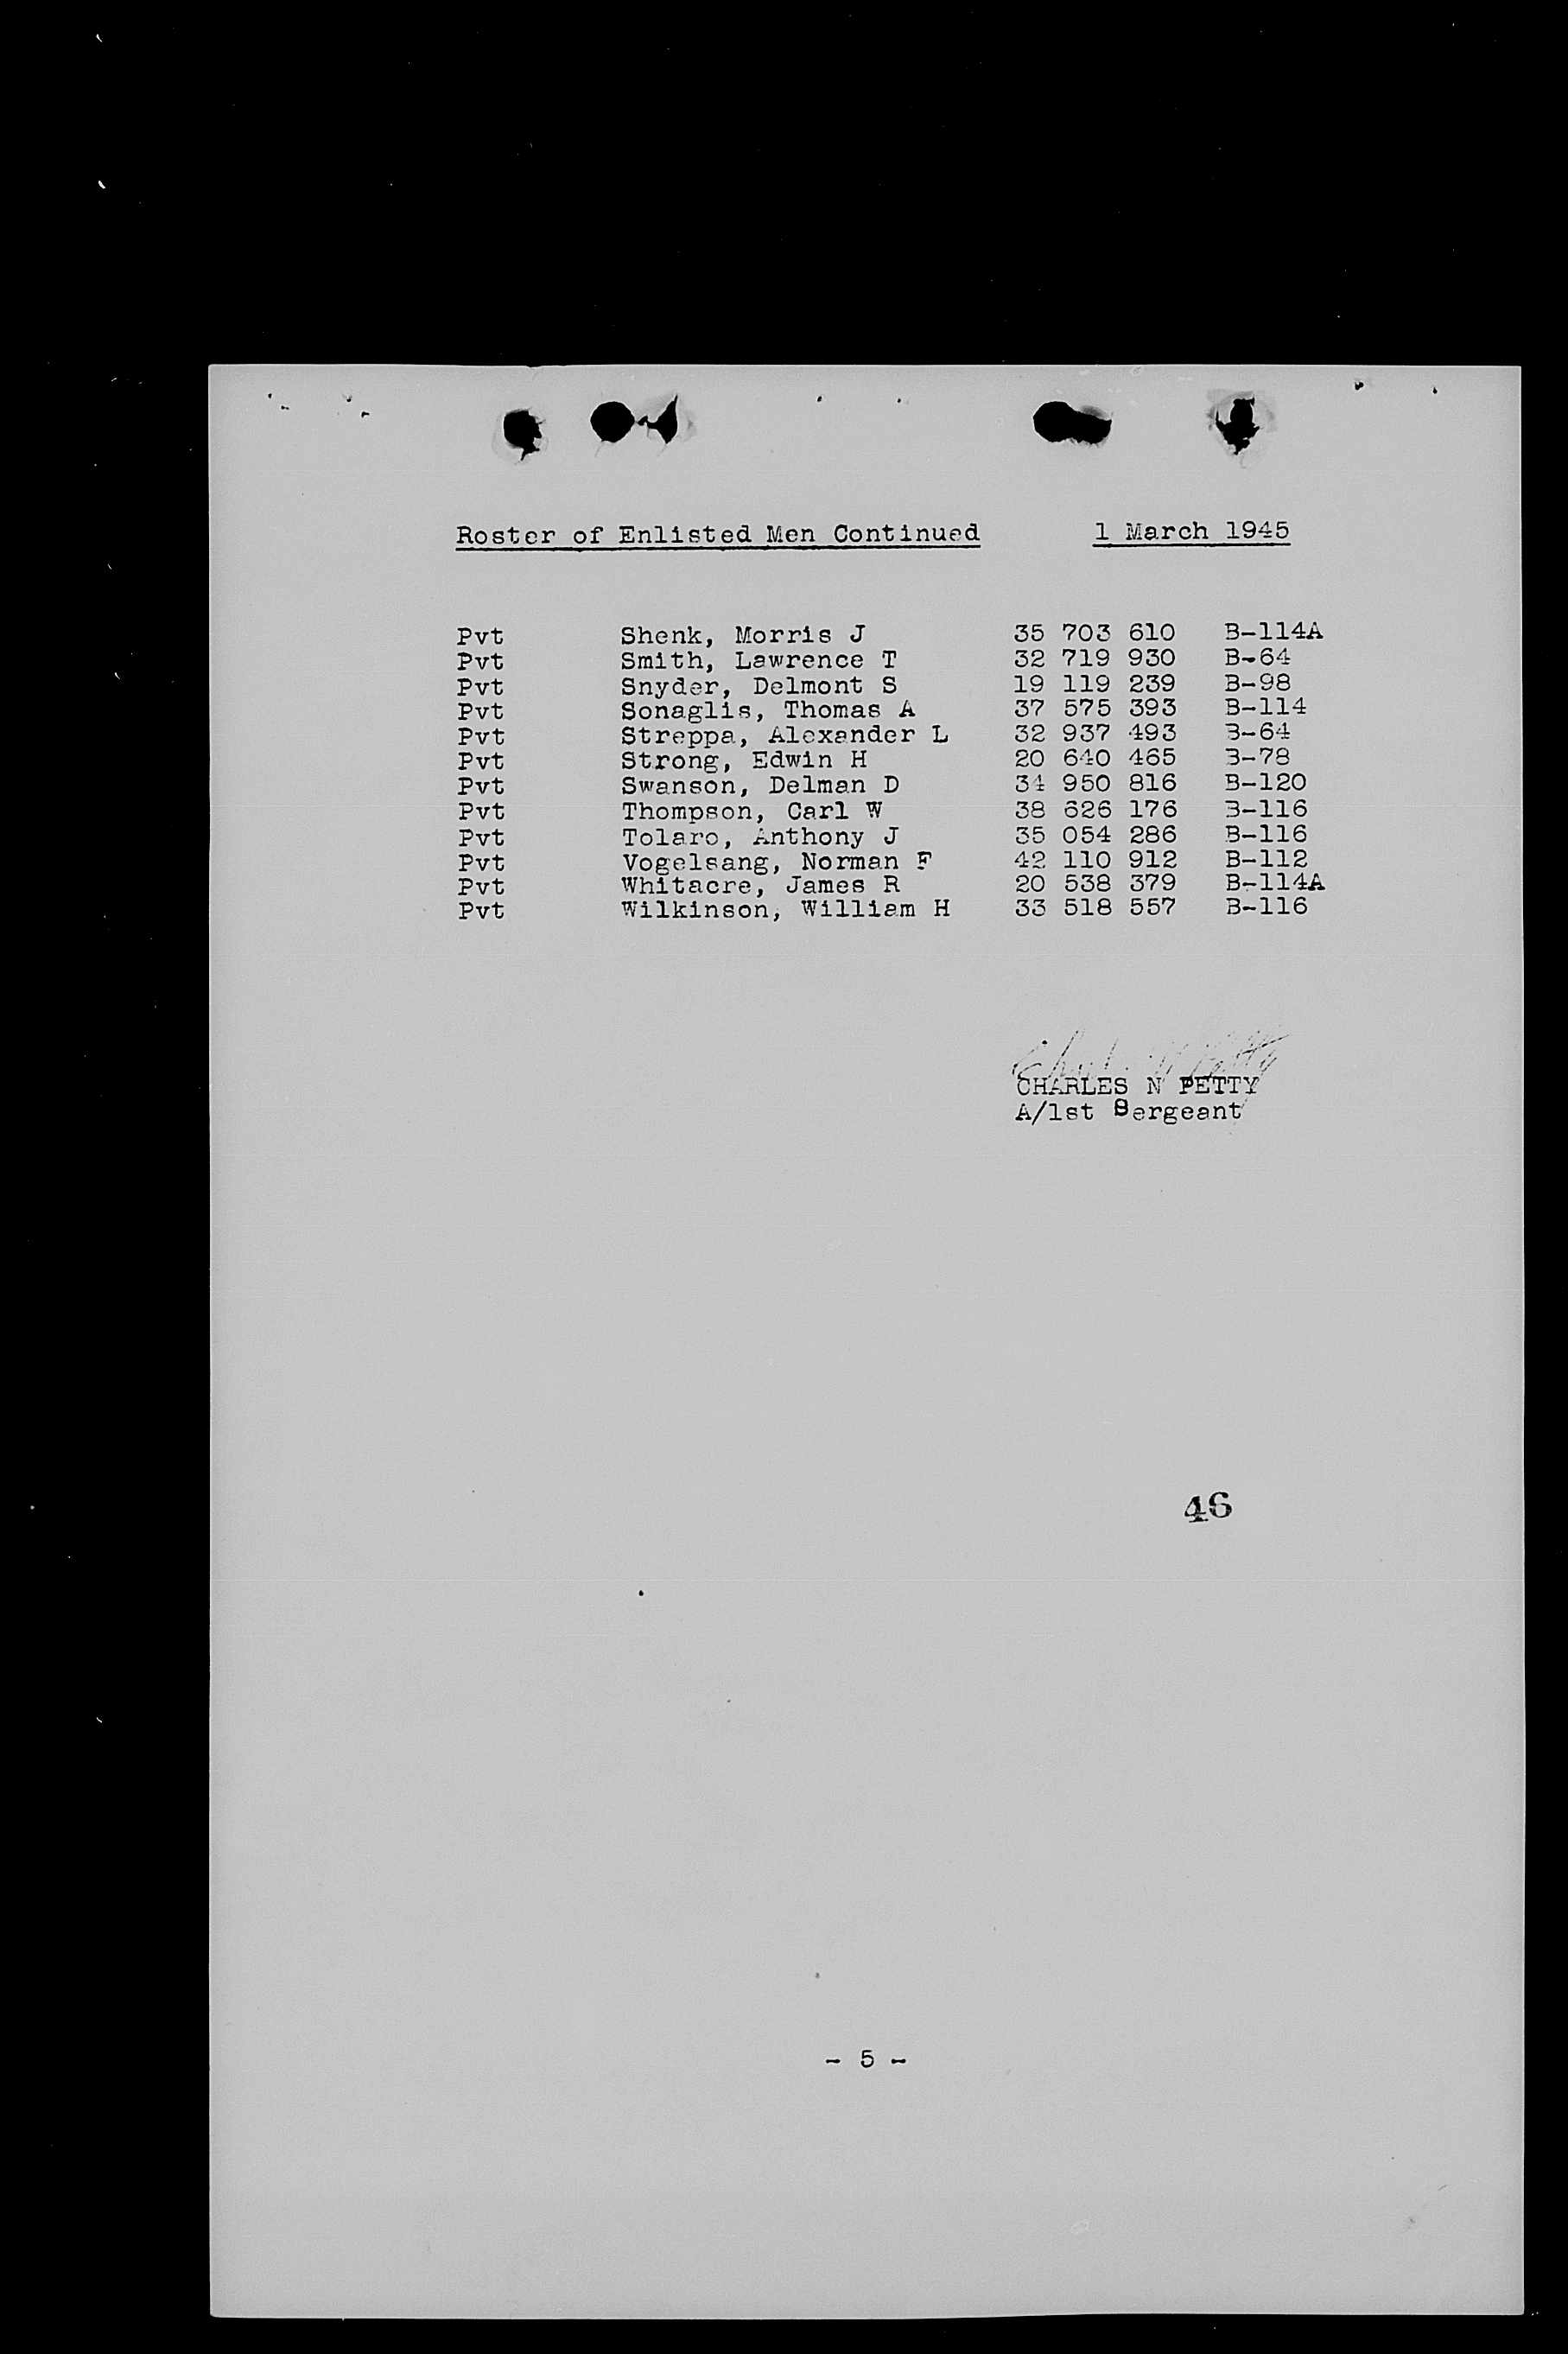 Roster of Enlisted Men Continued 1 March 1945
Pvt Shenk, Morris J 35 703 610 B-114A
Pvt Smith, Lawrence T 32 719 930 B-64
Pvt Snyder, Delmont S 19 119 239 B-98
Pvt Sonaglis, Thomas A 37 575 393 B-114
Pvt Streppa, Alexander L 32 937 493 B-64
Pvt Strong, Edwin H 20 640 465 B-78
Pvt Swanson, Delman D 34 950 816 B-120
Pvt Thompson, Carl W 38 626 176 B-116
Pvt Tolaro, Anthony J 35 054 286 B-116
Pvt Vogelsang, Norman F 42 110 912 B-112
Pvt Whitacre, James R 20 538 379 B-114A
Pvt Wilkinson, William H 33 518 557 B-116
Charles N Petty
CHARLES N PETTY
A/1st Sergeant
46
- 5 -